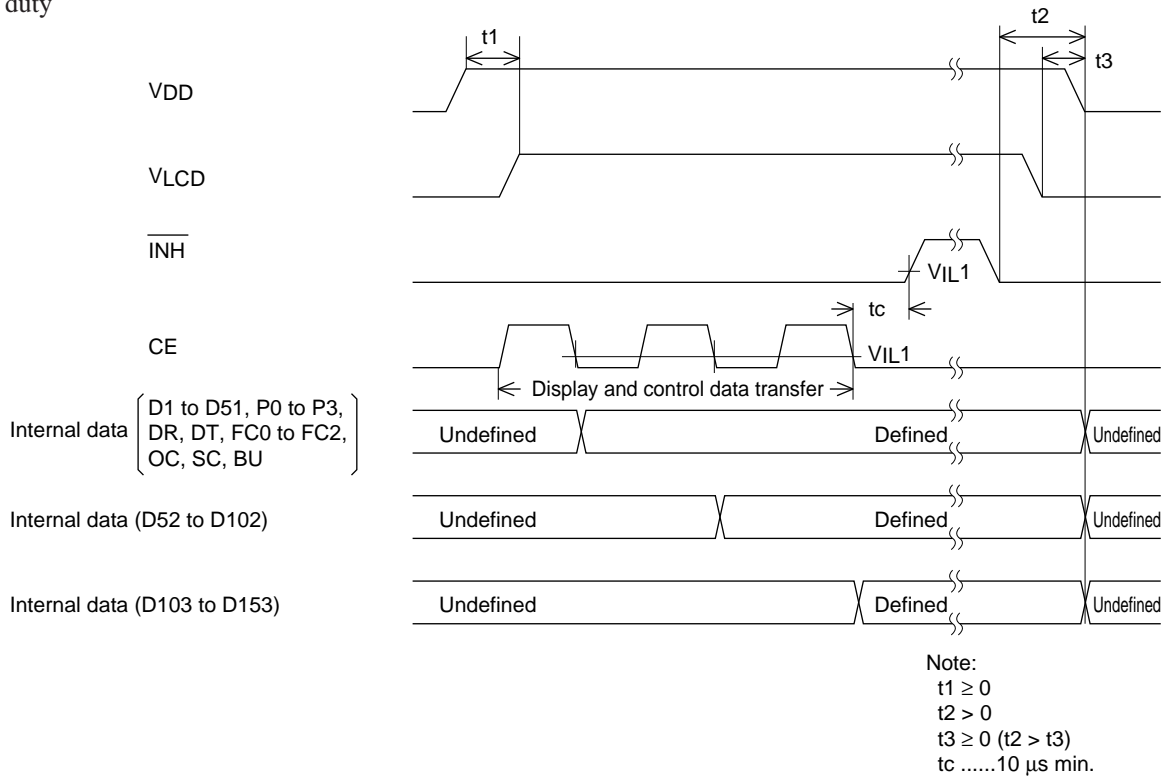 duty
t1
t2
t3
VDD
VLCD
INH
VIL1
tc
CE
VIL1
Display and control data transfer
Internal data
D1 to D51, P0 to P3,
DR, DT, FC0 to FC2,
OC, SC, BU
Undefined
Defined
Undefined
Internal data (D52 to D102)
Undefined
Defined
Undefined
Internal data (D103 to D153)
Undefined
Defined
Undefined
Note:
t1 ≥ 0
t2 > 0
t3 ≥ 0 (t2 > t3)
tc ......10 μs min.